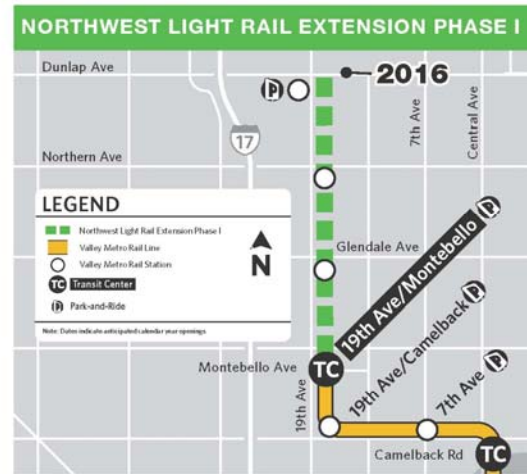 NORTHWEST LIGHT RAIL EXTENSION PHASE I
Dunlap Ave
2016
P
17
7th Ave
Central Ave
Northern Ave
LEGEND
Northwest Light Rail Extension Phase I
Valley Metro Rail Line
Valley Metro Rail Station
TC Transit Center
P Park-and-Ride
Note: Dates indicate anticipated calendar year openings
N
Glendale Ave
19th Ave/Montebello P
19th Ave/Camelback P
7th Ave P
Montebello Ave
TC
19th Ave
Camelback Rd
TC